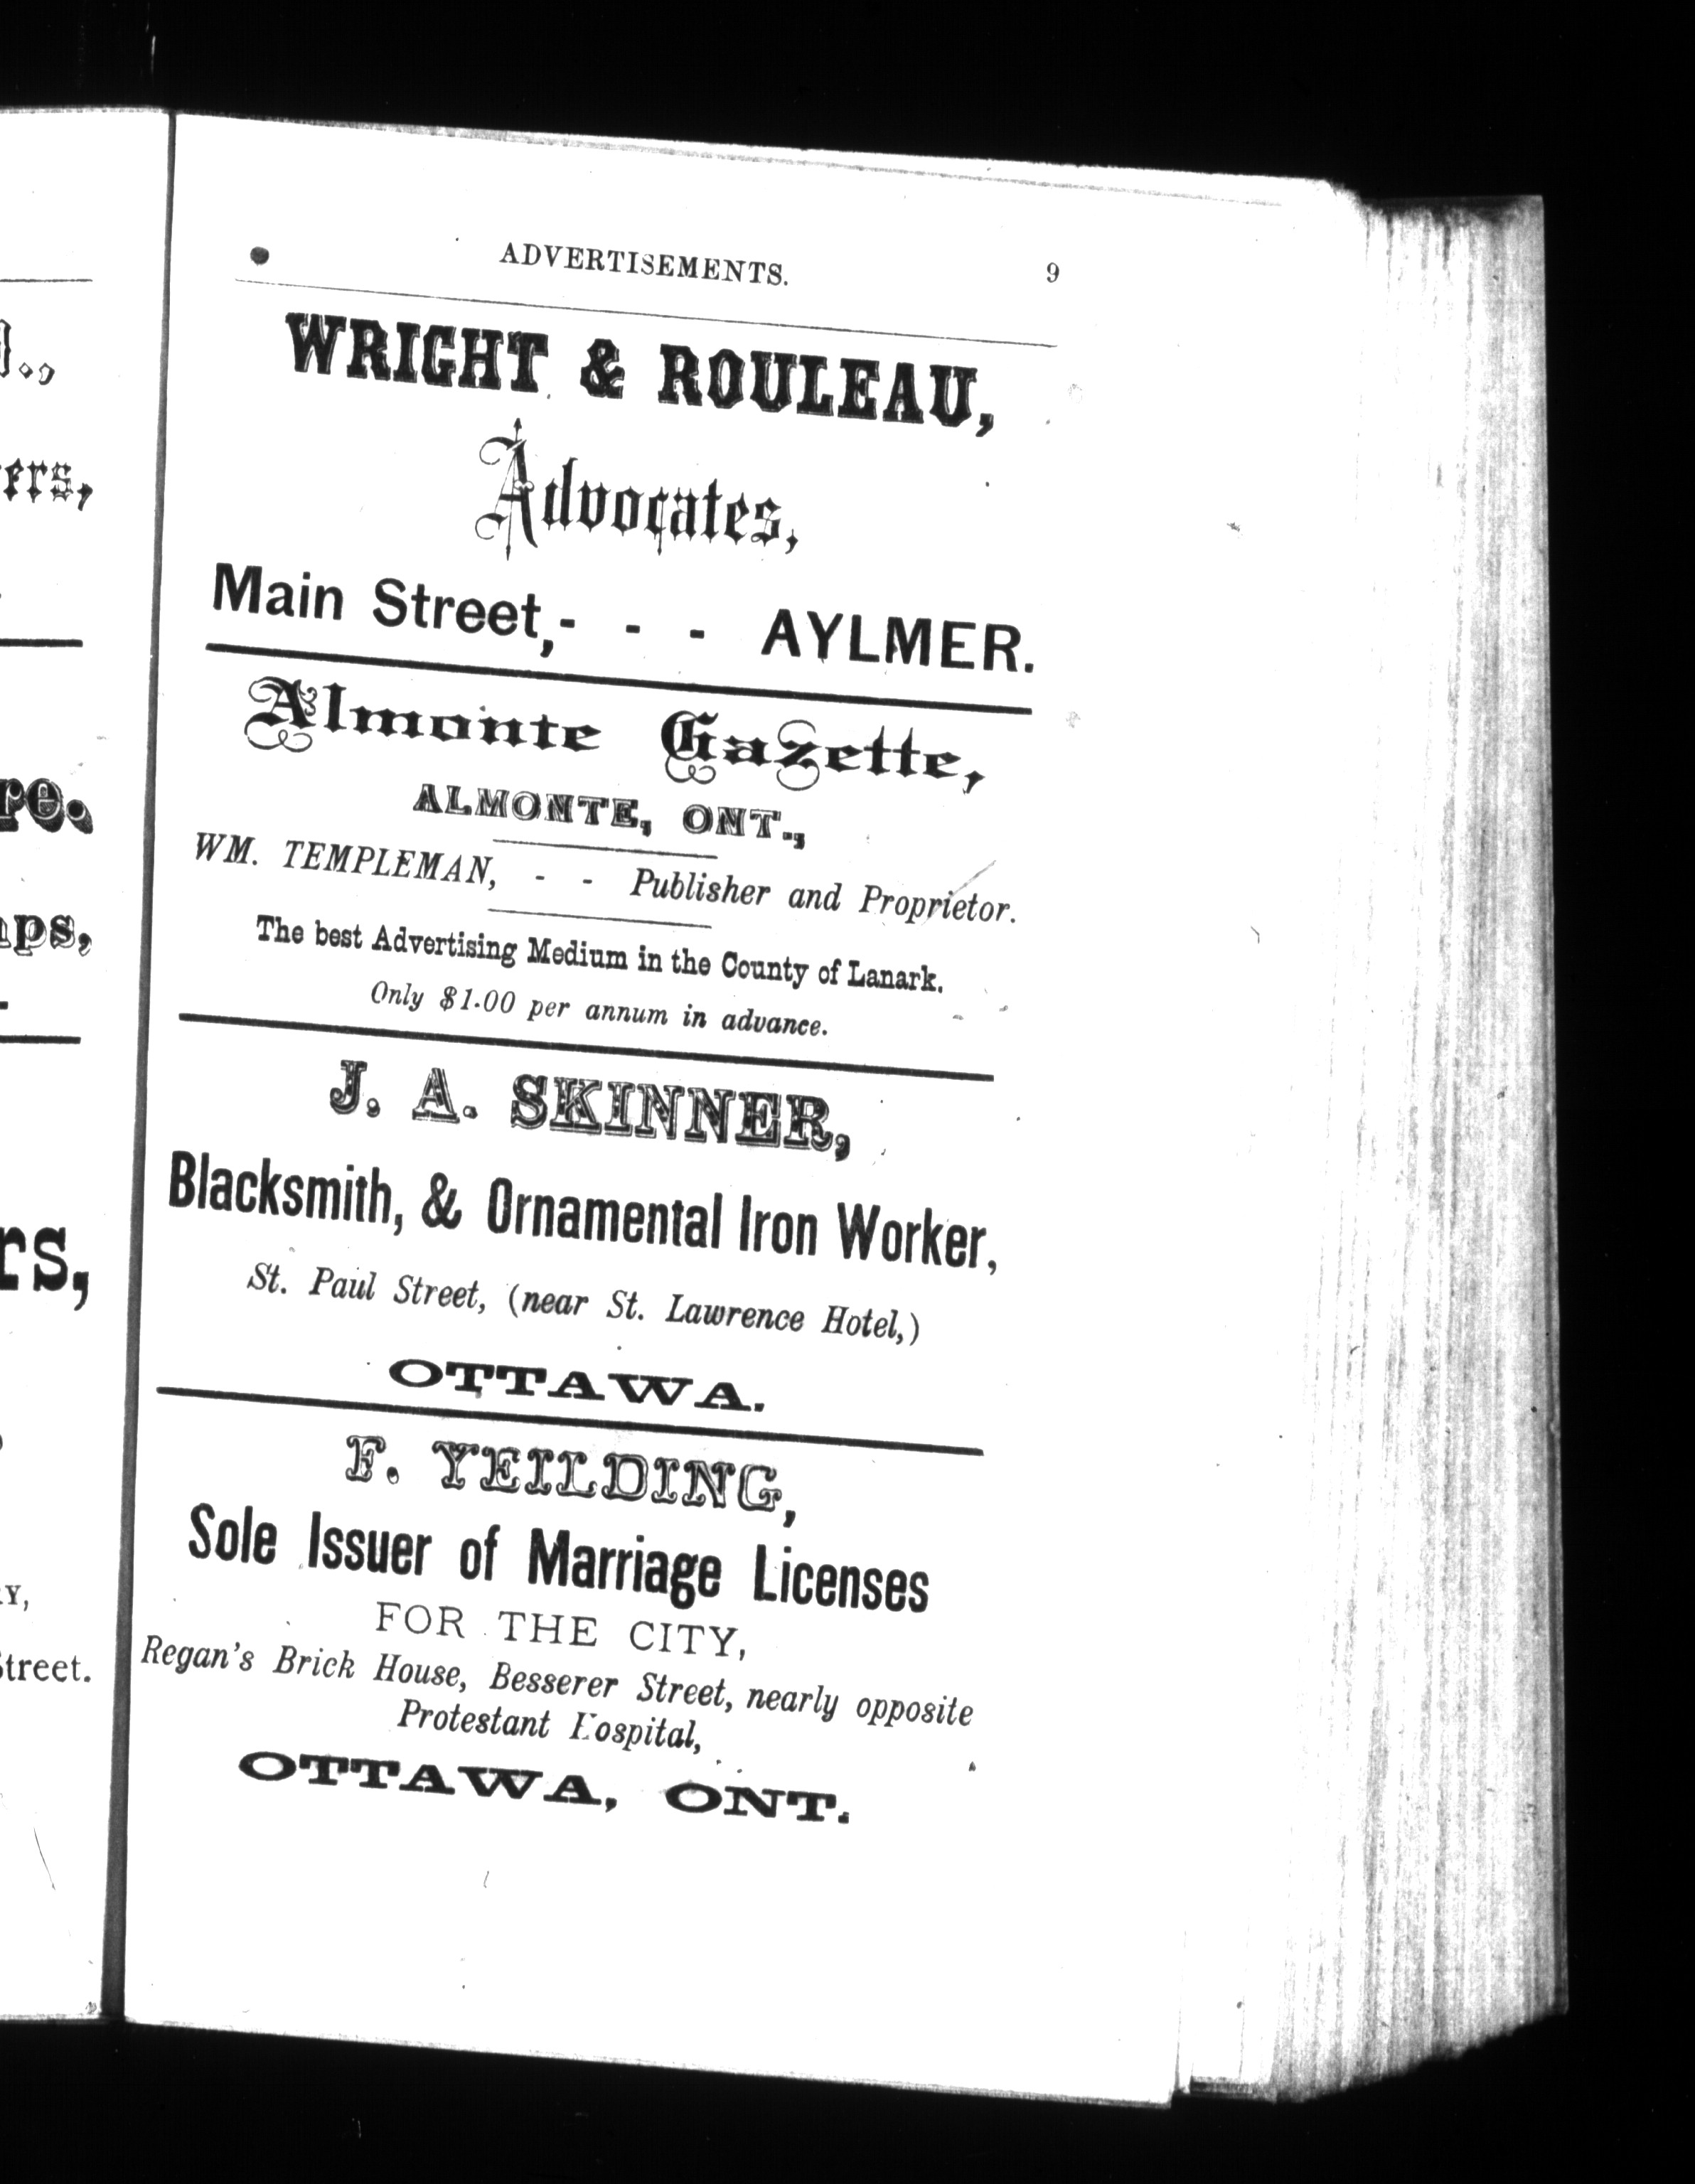 ADVERTISEMENTS. 9
WRIGHT & ROULEAU,
Advocates,
Main Street,- - - AYLMER.
Almonte Gazette,
ALMONTE, ONT.,
WM. TEMPLEMAN, - - Publisher and Proprietor.
The best Advertising Medium in the County of Lanark.
Only $1.00 per annum in advance.
J. A. SKINNER,
Blacksmith, & Ornamental Iron Worker,
St. Paul Street, (near St. Lawrence Hotel,)
OTTAWA.
F. YEILDING,
Sole Issuer of Marriage Licenses
FOR THE CITY,
Regan's Brick House, Besserer Street, nearly opposite
Protestant Hospital,
OTTAWA, ONT.